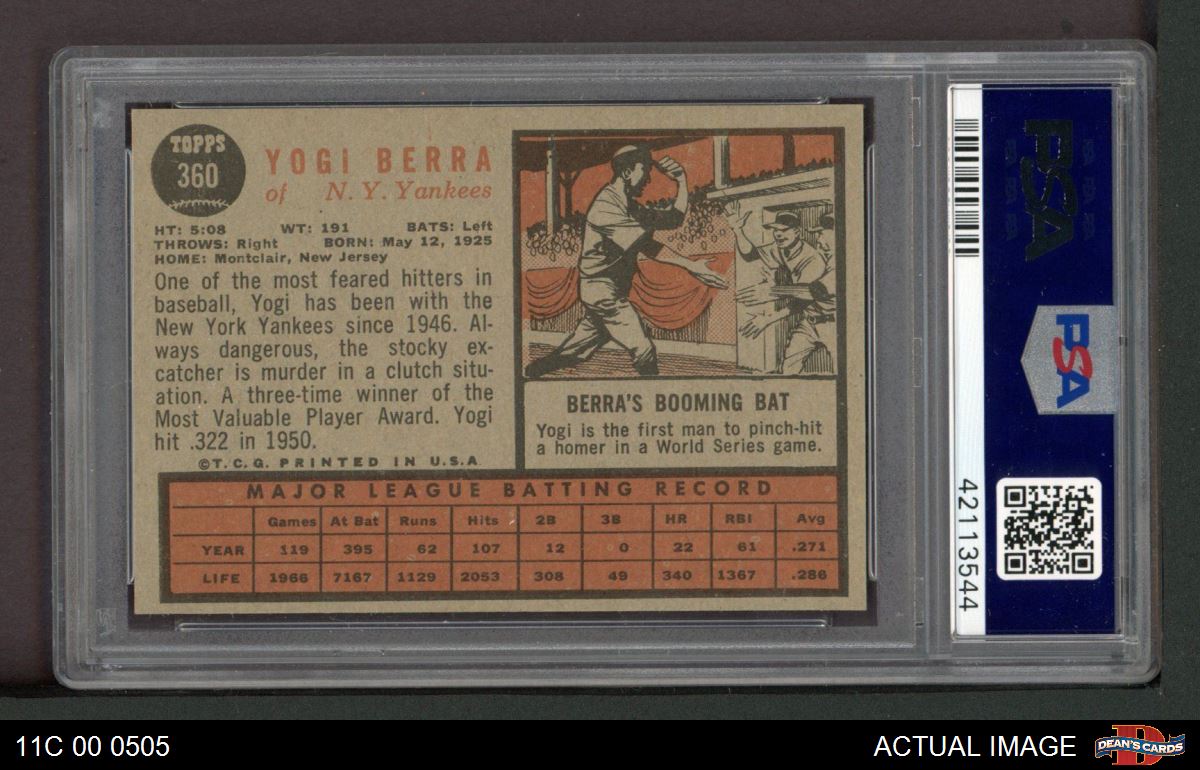 TOPPS
360
YOGI BERRA
of N. Y. Yankees
HT: 5:08 WT: 191 BATS: Left
THROWS: Rig BORN: May 12, 1925
HOME: Montclair, New Jersey
One of the most feared hitters in
baseball, Yogi has been with the
New York Yankees since 1946. Al-
ways dangerous, the stocky ex-
catcher is murder in a clutch situ-
ation. A three-time winner of the
Most Valuable Player Award. Yogi
hit .322 in 1950.
©T. C. G. PRINTED IN U.S.A.
BERRA'S BOOMING BAT
Yogi is the first man to pinch-hit
a homer in a World Series game.
MAJOR LEAGUE BATTING RECORD
Games At Bat Runs Hits 2B 3B HR RBI Avg
YEAR 119 395 62 107 12 0 22 61 .271
LIFE 1966 7167 1129 2053 308 49 340 1367 .286
PSA
PSA
42113544
11C 00 0505
ACTUAL IMAGE
DEAN'S CARDS